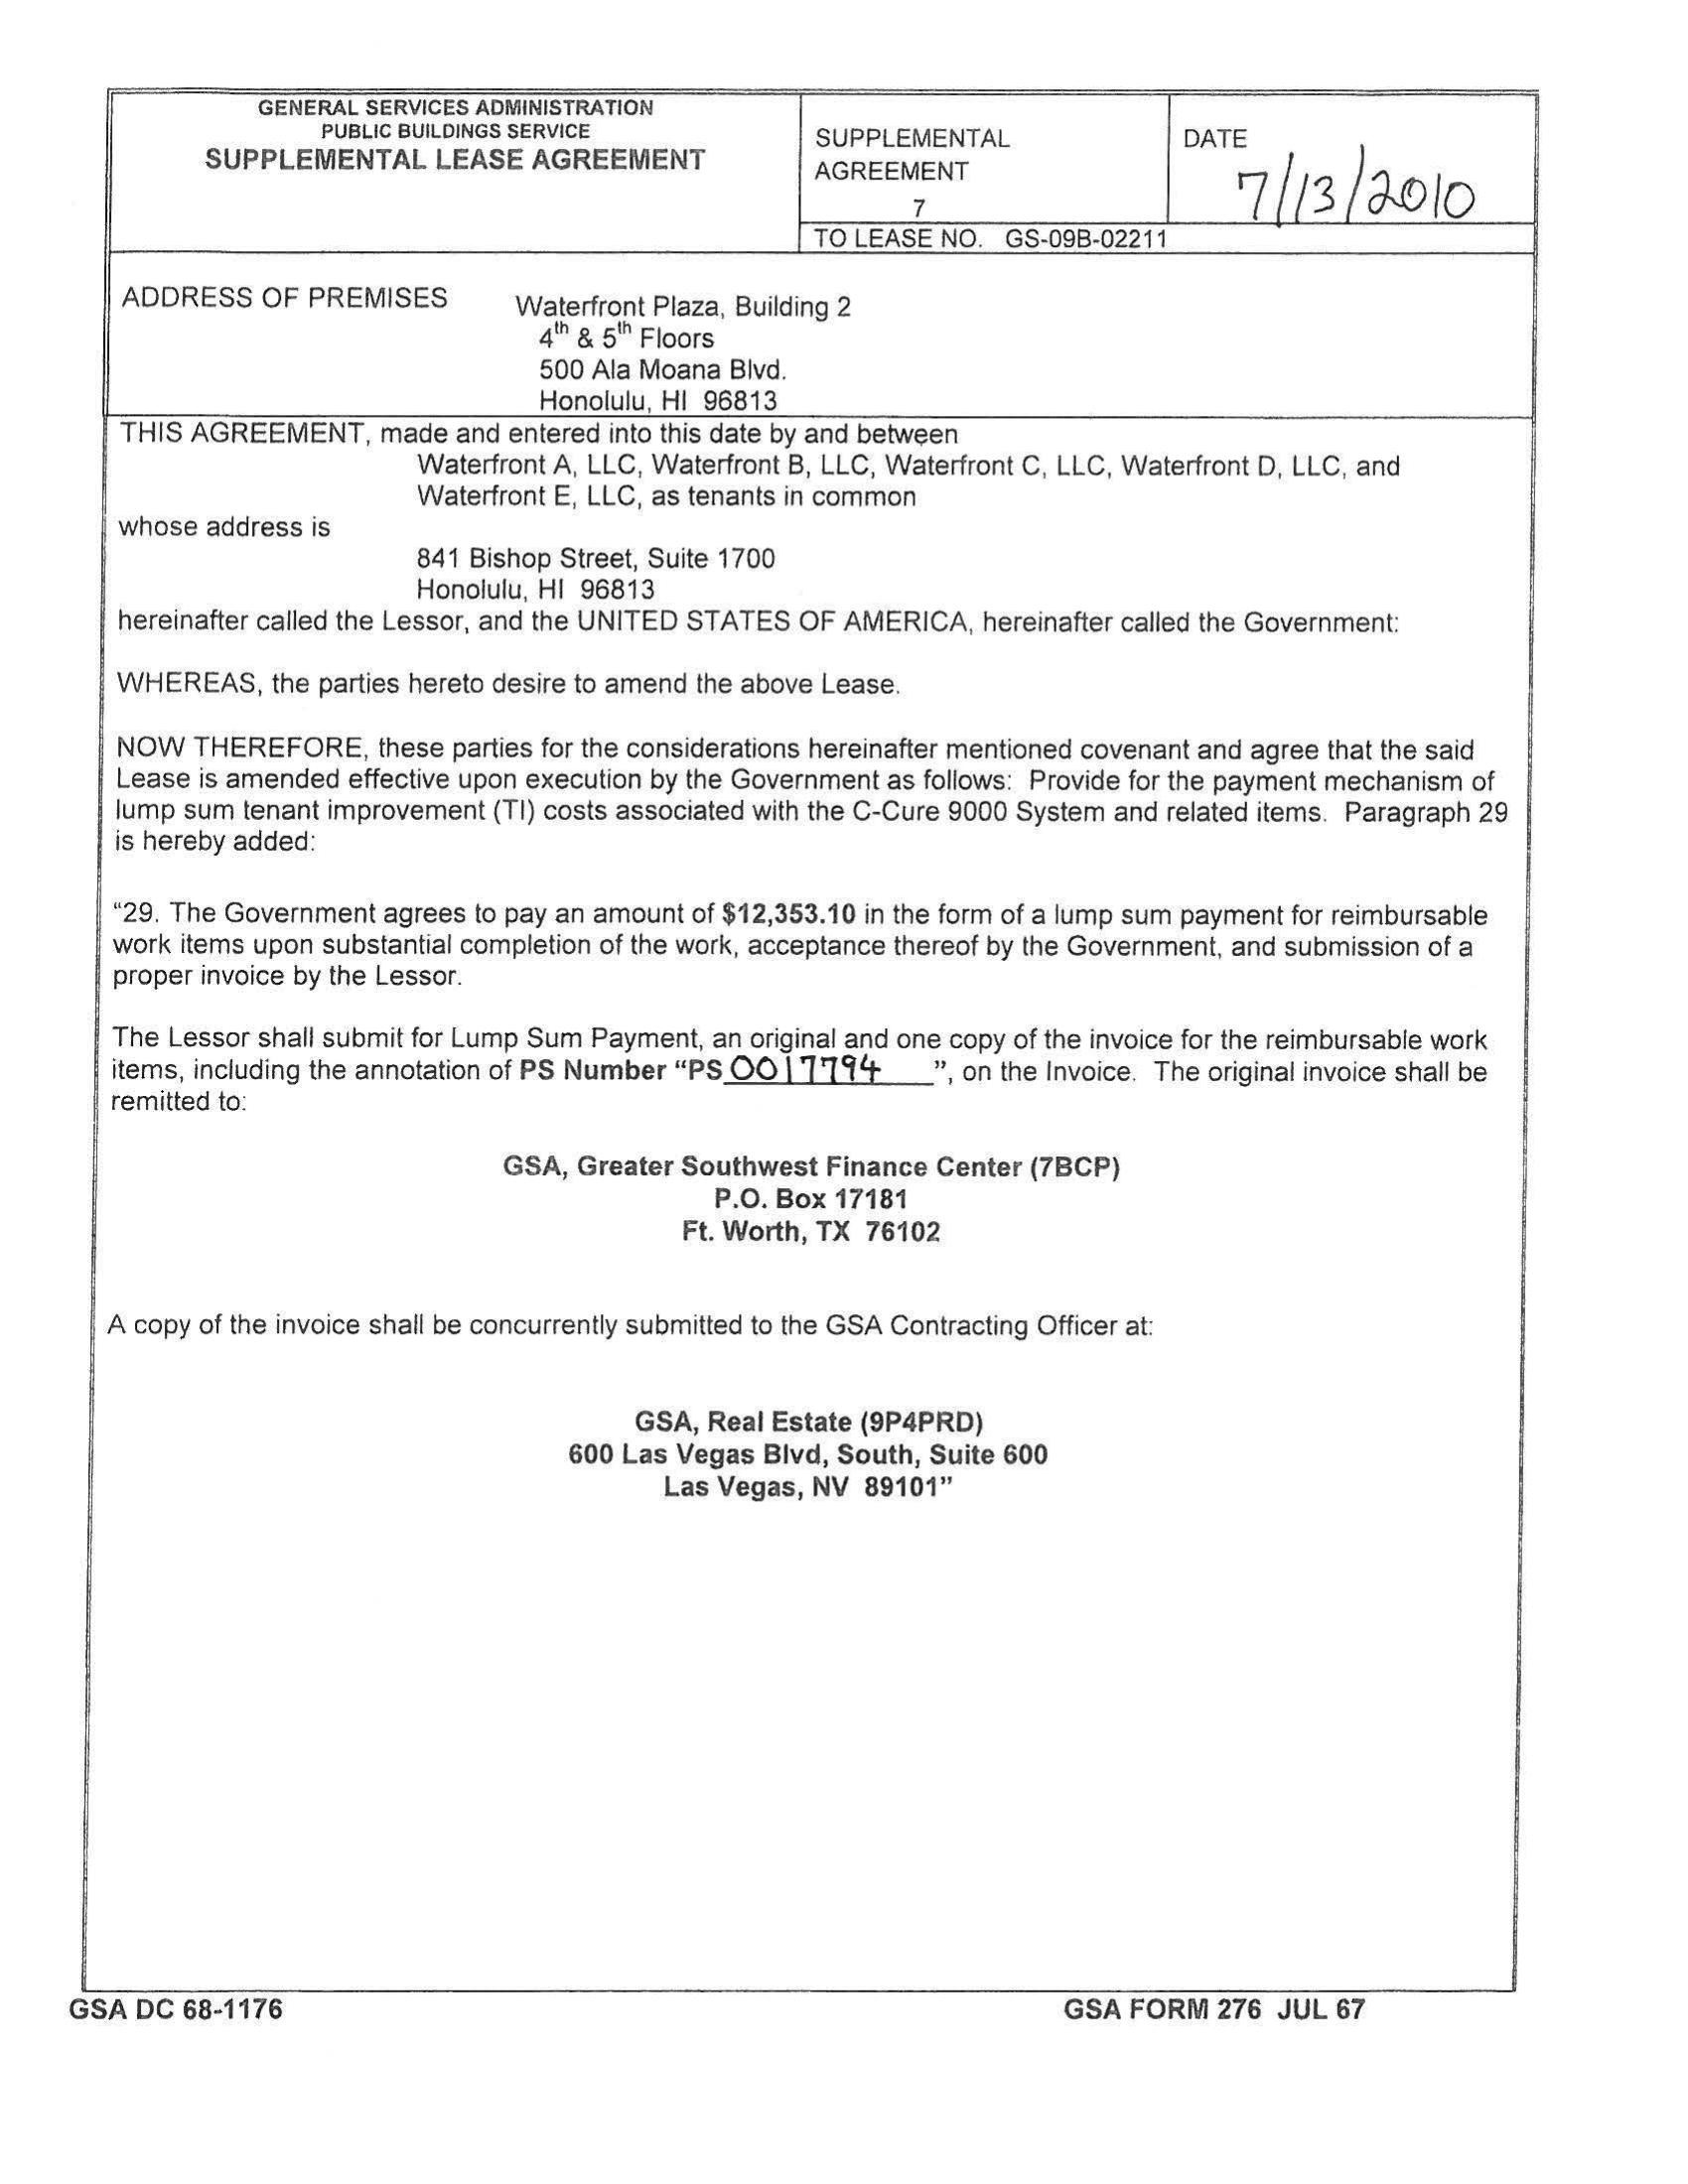 GENERAL SERVICES ADMINISTRATION
PUBLIC BUILDINGS SERVICE
SUPPLEMENTAL LEASE AGREEMENT
SUPPLEMENTAL
AGREEMENT
7
DATE
7/13/2010
TO LEASE NO. GS-09B-02211
ADDRESS OF PREMISES
Waterfront Plaza, Building 2
4th & 5th Floors
500 Ala Moana Blvd.
Honolulu, HI 96813
THIS AGREEMENT, made and entered into this date by and between
Waterfront A, LLC, Waterfront B, LLC, Waterfront C, LLC, Waterfront D, LLC, and
Waterfront E, LLC, as tenants in common
whose address is
841 Bishop Street, Suite 1700
Honolulu, HI 96813
hereinafter called the Lessor, and the UNITED STATES OF AMERICA, hereinafter called the Government:
WHEREAS, the parties hereto desire to amend the above Lease.
NOW THEREFORE, these parties for the considerations hereinafter mentioned covenant and agree that the said
Lease is amended effective upon execution by the Government as follows: Provide for the payment mechanism of
lump sum tenant improvement (TI) costs associated with the C-Cure 9000 System and related items. Paragraph 29
is hereby added:
“29. The Government agrees to pay an amount of $12,353.10 in the form of a lump sum payment for reimbursable
work items upon substantial completion of the work, acceptance thereof by the Government, and submission of a
proper invoice by the Lessor.
The Lessor shall submit for Lump Sum Payment, an original and one copy of the invoice for the reimbursable work
items, including the annotation of PS Number “PS 0017794 ”, on the Invoice. The original invoice shall be
remitted to:
GSA, Greater Southwest Finance Center (7BCP)
P.O. Box 17181
Ft. Worth, TX 76102
A copy of the invoice shall be concurrently submitted to the GSA Contracting Officer at:
GSA, Real Estate (9P4PRD)
600 Las Vegas Blvd, South, Suite 600
Las Vegas, NV 89101”
GSA DC 68-1176
GSA FORM 276 JUL 67